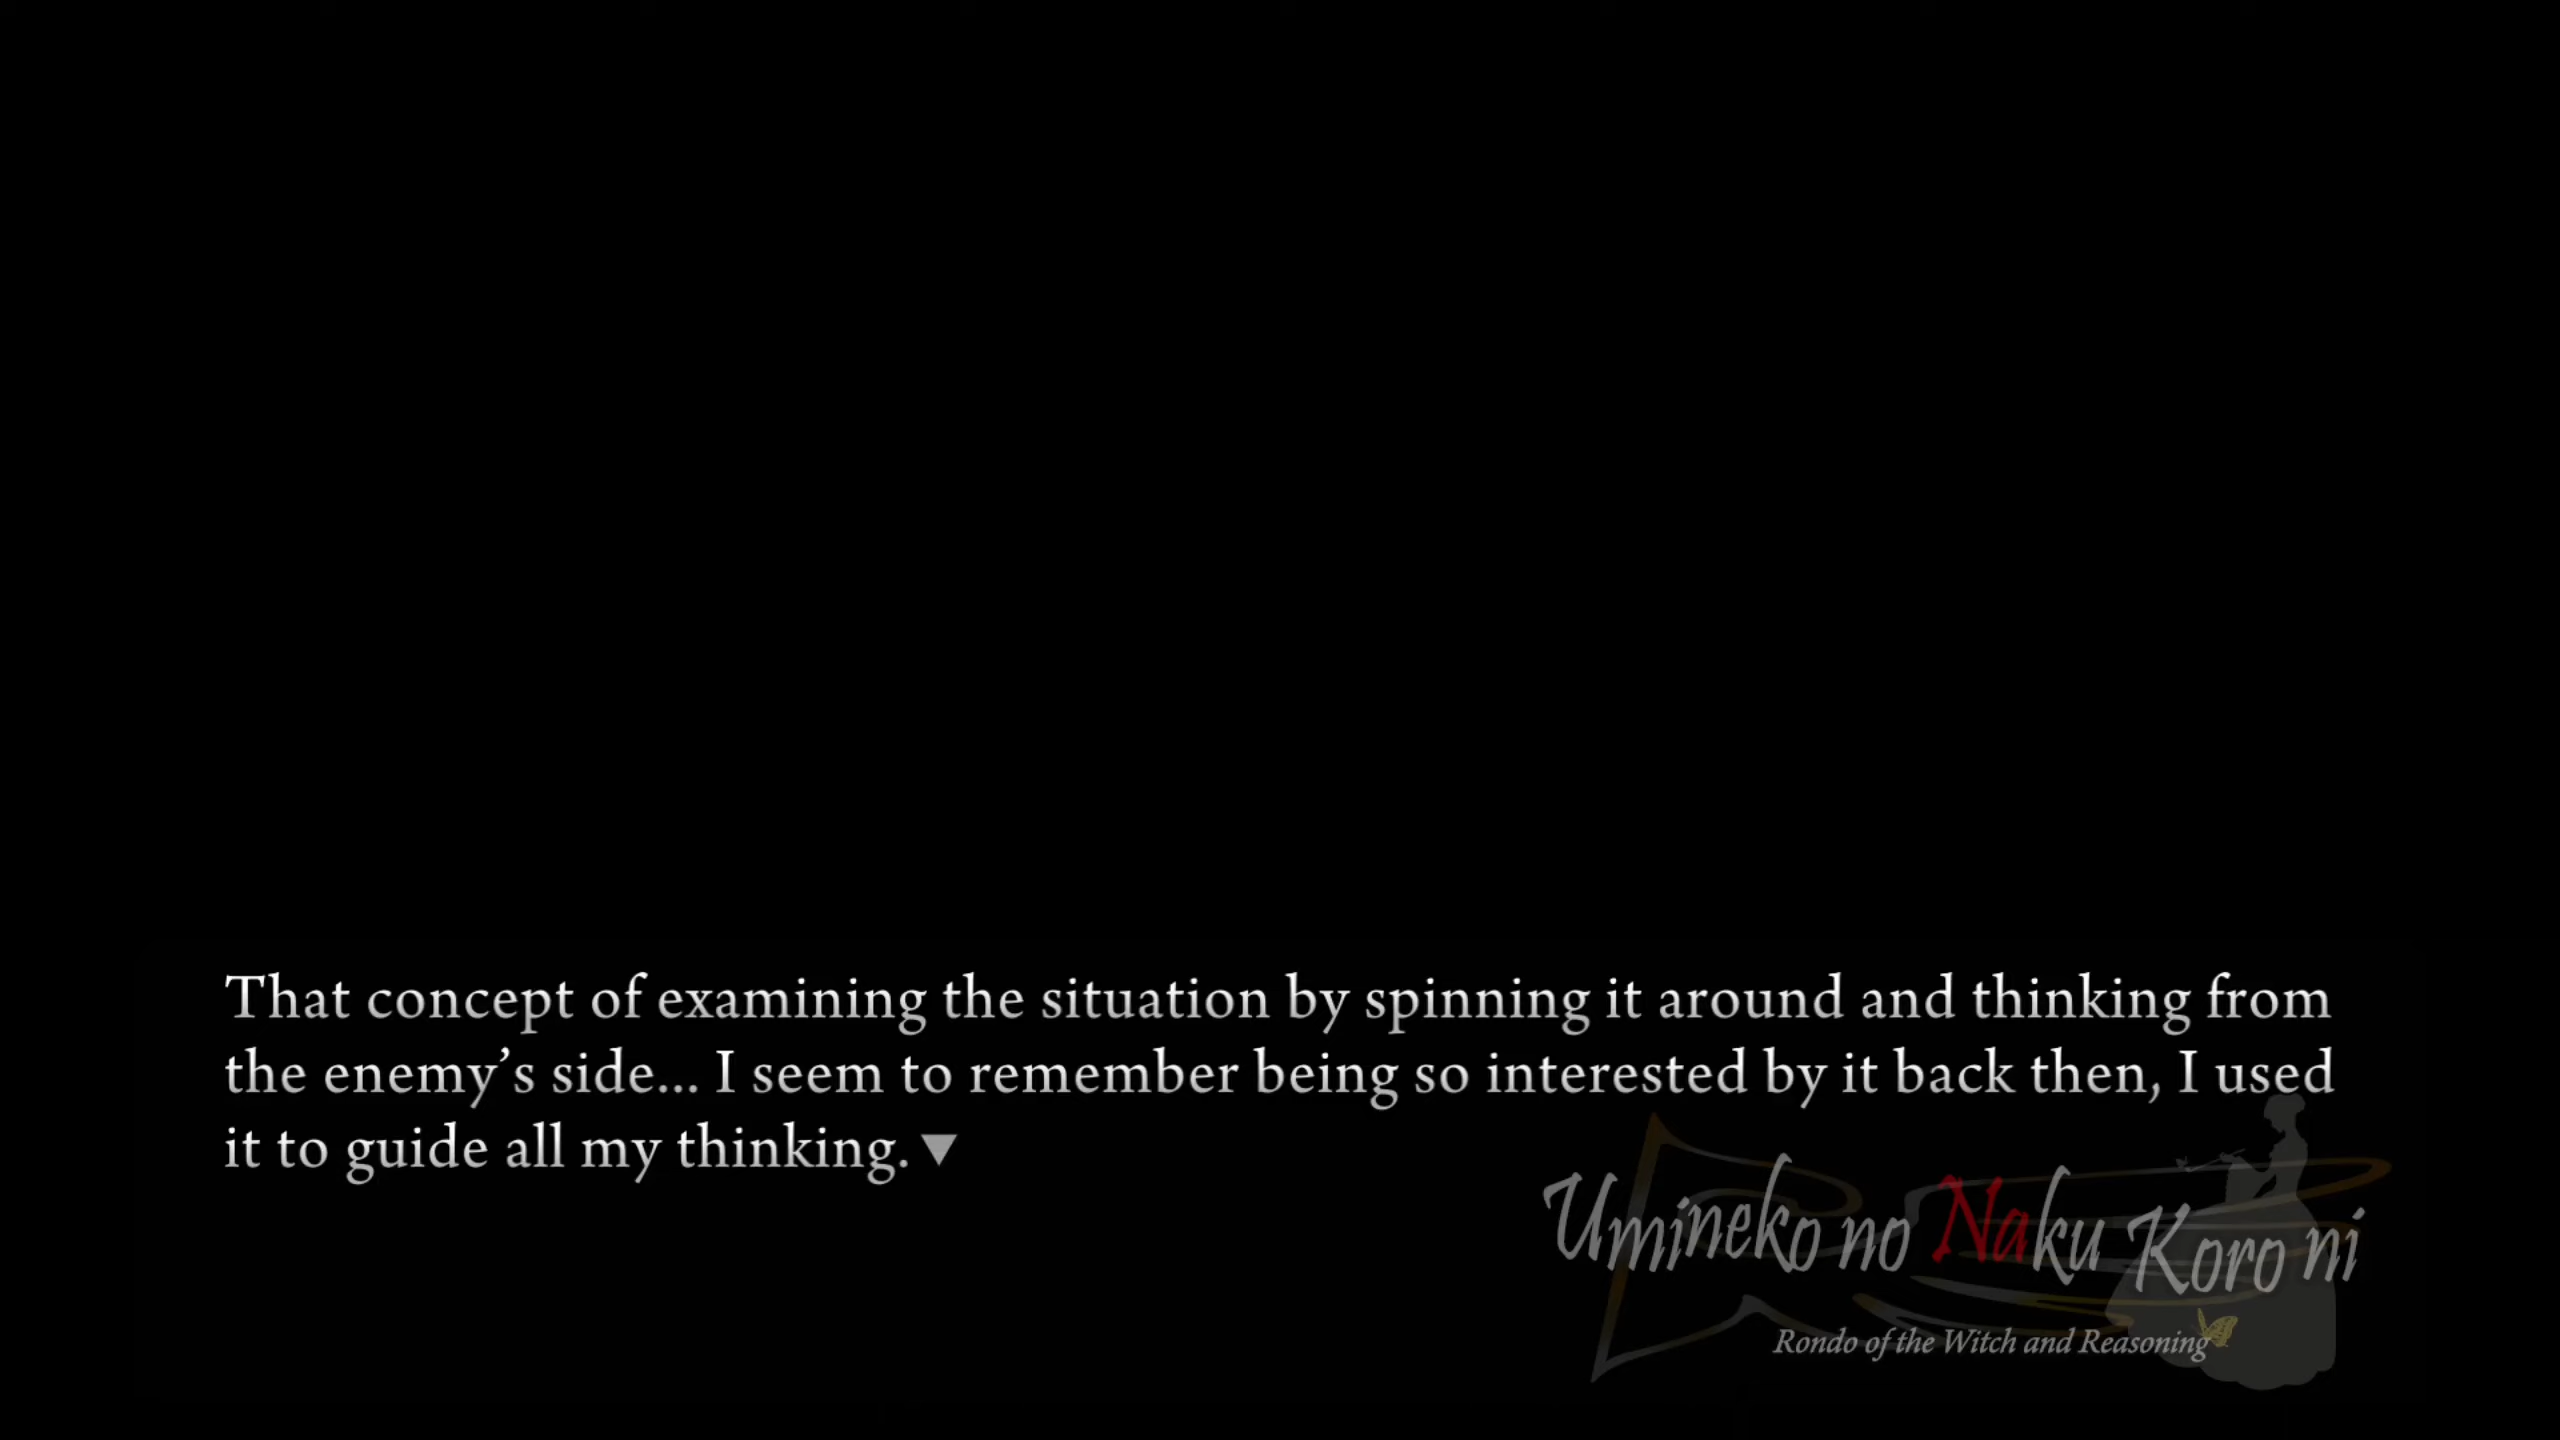 That concept of examining the situation by spinning it around and thinking from
the enemy’s side... I seem to remember being so interested by it back then, I used
it to guide all my thinking.
Umineko no Naku Koro ni
Rondo of the Witch and Reasoning